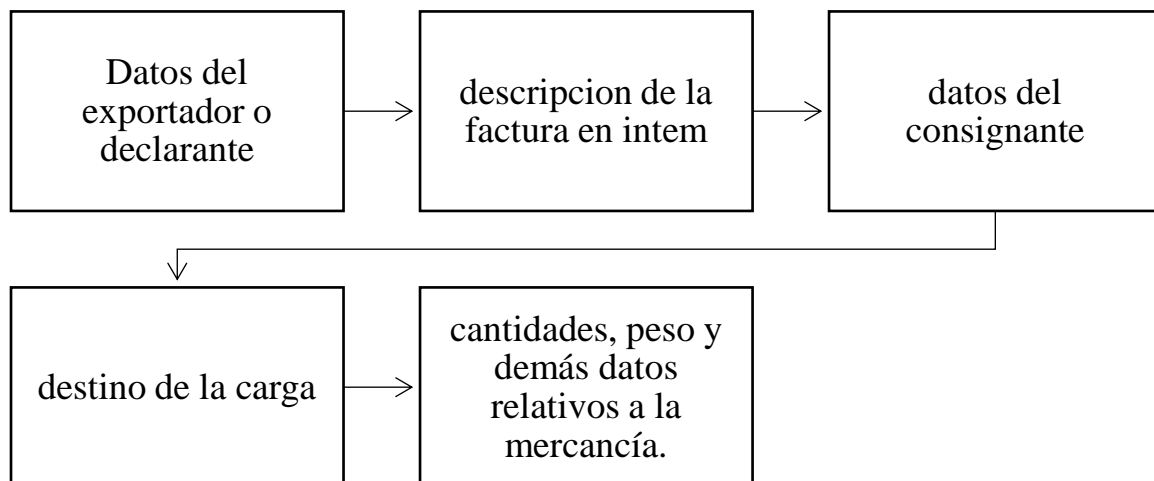 Datos del
exportador o
declarante
descripcion de la
factura en intem
datos del
consignante
destino de la carga
cantidades, peso y
demás datos
relativos a la
mercancía.